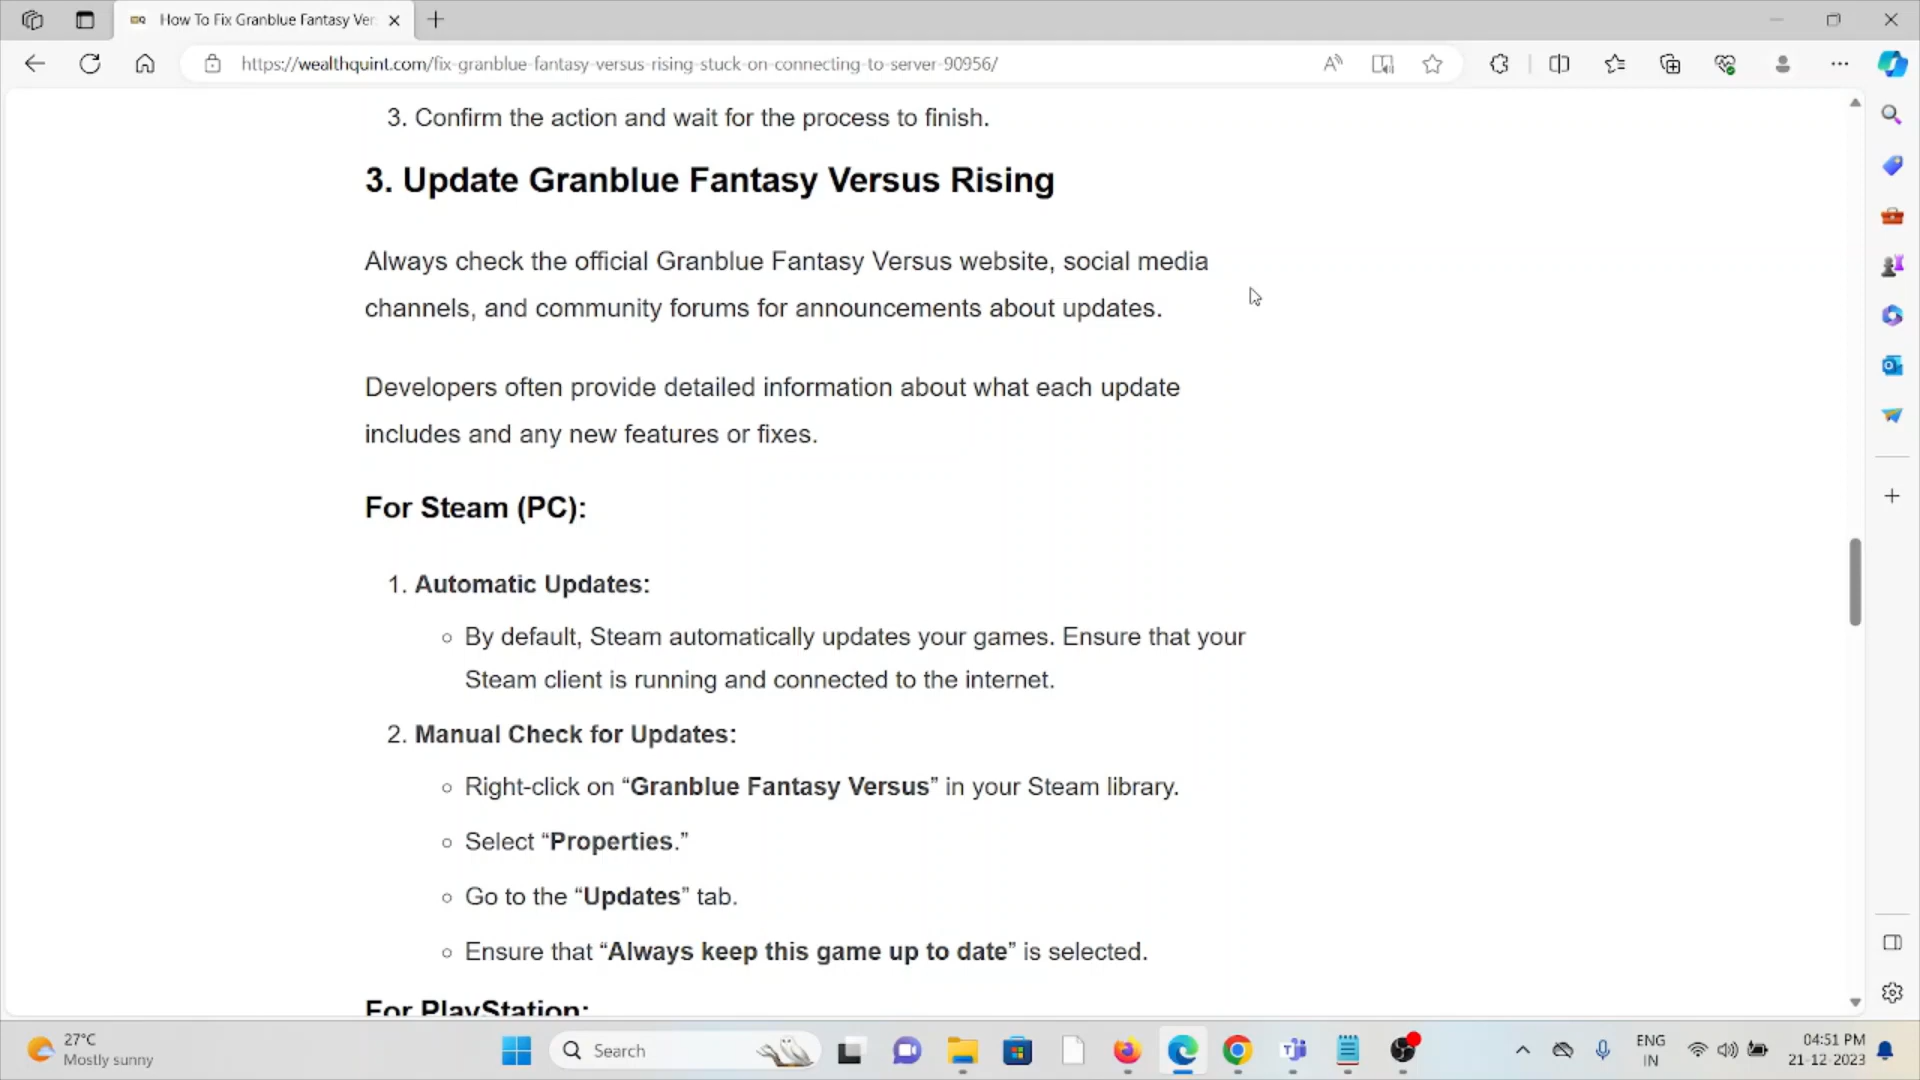 How To Fix Granblue Fantasy Ver
https://wealthquint.com/fix-granblue-fantasy-versus-rising-stuck-on-connecting-to-server-90956/
3. Confirm the action and wait for the process to finish.
3. Update Granblue Fantasy Versus Rising
Always check the official Granblue Fantasy Versus website, social media
channels, and community forums for announcements about updates.
Developers often provide detailed information about what each update
includes and any new features or fixes.
For Steam (PC):
1. Automatic Updates:
By default, Steam automatically updates your games. Ensure that your
Steam client is running and connected to the internet.
2. Manual Check for Updates:
Right-click on “Granblue Fantasy Versus” in your Steam library.
Select “Properties.”
Go to the “Updates” tab.
Ensure that “Always keep this game up to date” is selected.
For PlayStation:
27°C
Mostly sunny
Search
ENG
IN
04:51 PM
21-12-2023